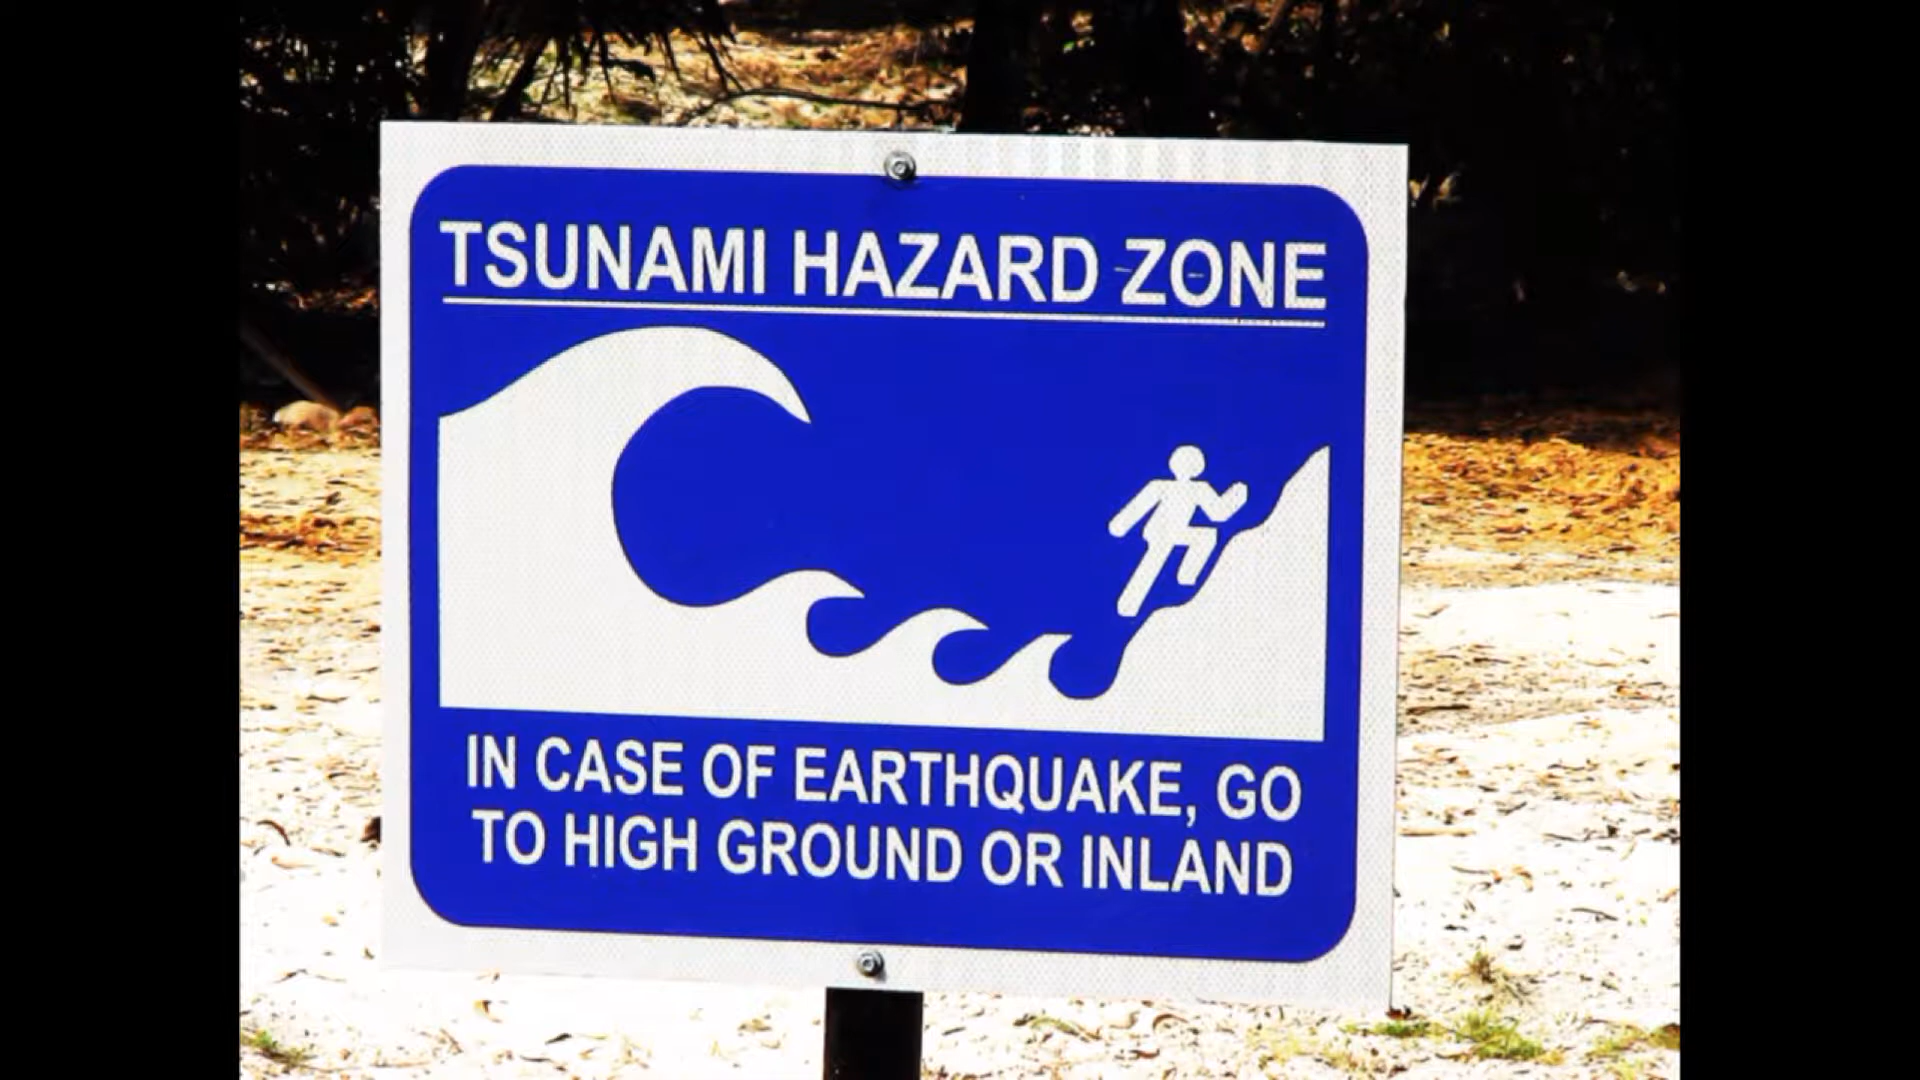 TSUNAMI HAZARD ZONE
IN CASE OF EARTHQUAKE, GO
TO HIGH GROUND OR INLAND